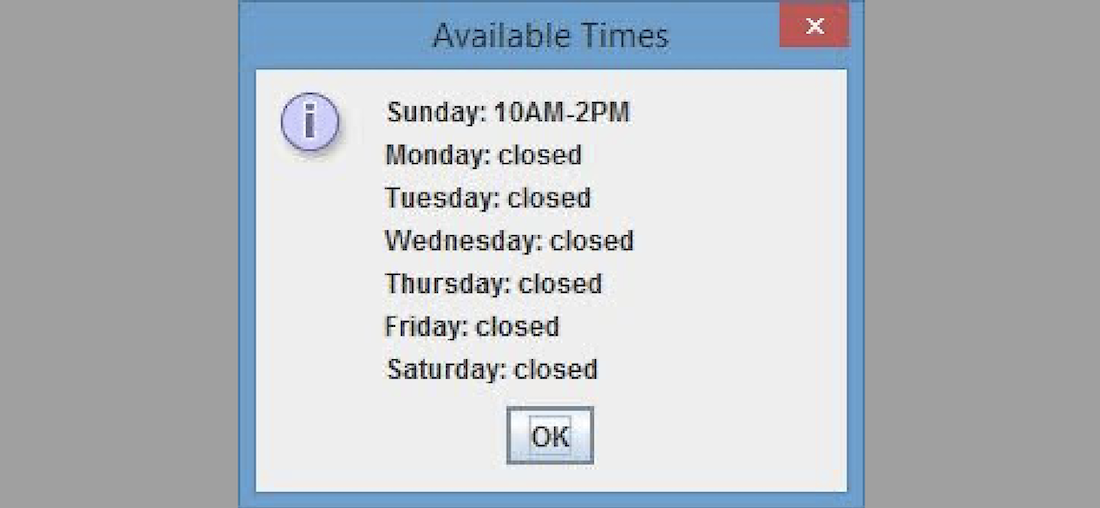 Available Times
x
i
Sunday: 10AM-2PM
Monday: closed
Tuesday: closed
Wednesday: closed
Thursday: closed
Friday: closed
Saturday: closed
OK